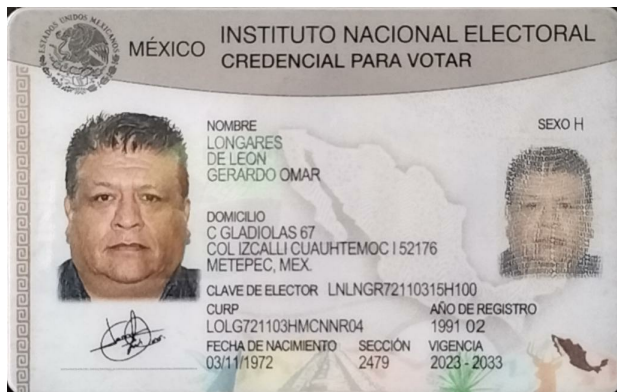 ESTADOS UNIDOS MEXICANOS
MÉXICO
INSTITUTO NACIONAL ELECTORAL
CREDENCIAL PARA VOTAR
NOMBRE
SEXO H
LONGARES
DE LEON
GERARDO OMAR
DOMICILIO
C GLADIOLAS 67
COL IZCALLI CUAUHTEMOC I 52176
METEPEC, MEX.
CLAVE DE ELECTOR LNLNGR72110315H100
CURP AÑO DE REGISTRO
LOLG721103HMCNNR04 1991 02
FECHA DE NACIMIENTO SECCIÓN VIGENCIA
03/11/1972 2479 2023 - 2033